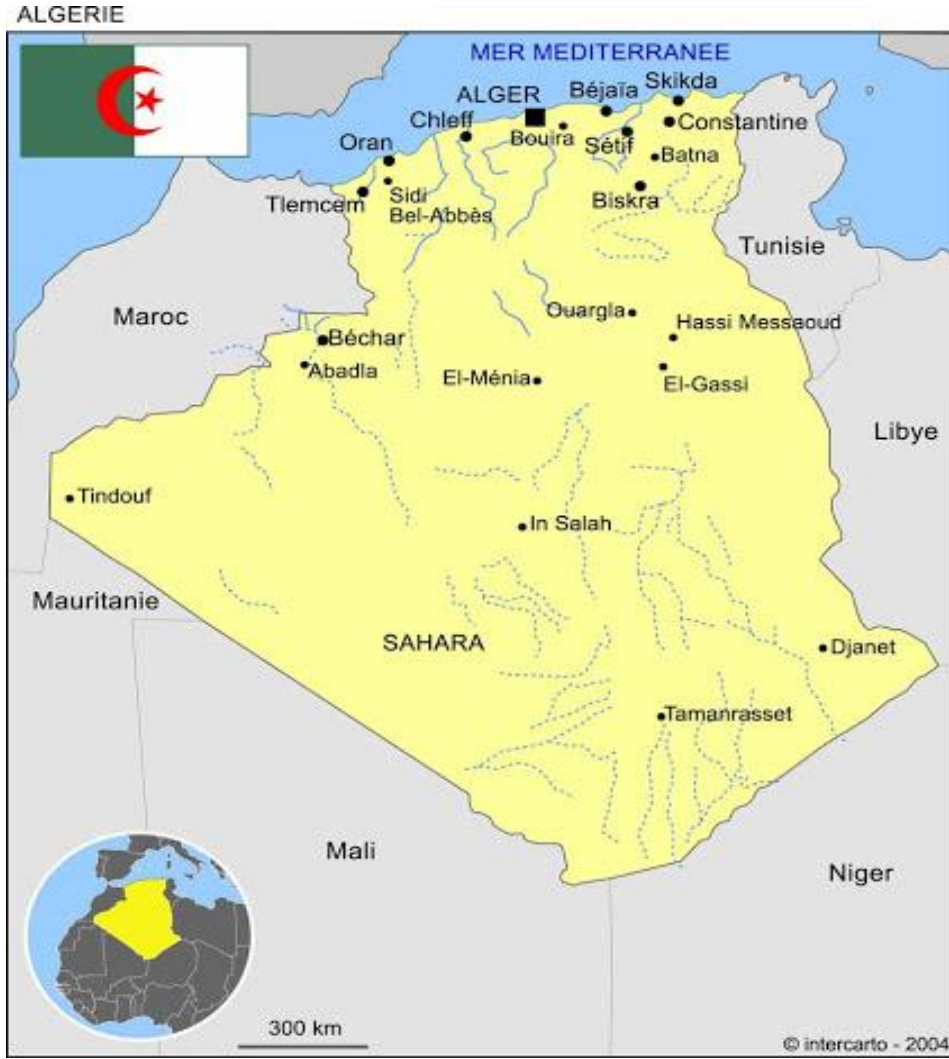 ALGERIE
MER MEDITERRANEE
Skikda
Béjaïa
ALGER
Chleff
Bouira
Constantine
Oran
Sétif
Batna
Sidi
Bel-Abbès
Tlemcem
Biskra
Tunisie
Maroc
Ouargla
Hassi Messaoud
Béchar
Abadla
El-Ménia
El-Gassi
Libye
Tindouf
In Salah
Mauritanie
SAHARA
Djanet
Tamanrasset
Mali
Niger
300 km
© intercarto - 2004